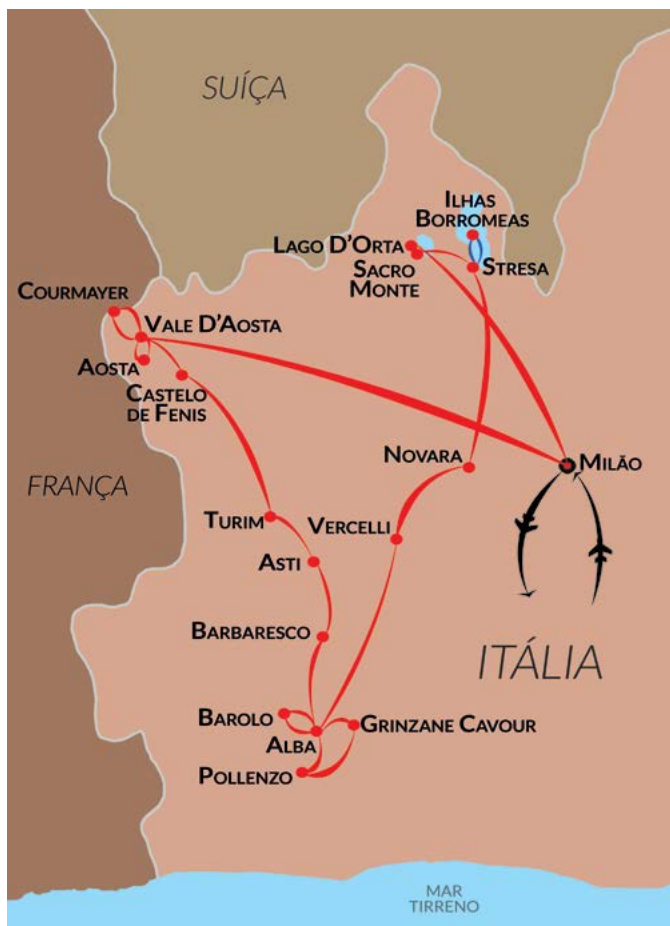 SUÍÇA
ILHAS
BORROMEAS
LAGO D'ORTA
SACRO
MONTE
STRESA
COURMAYER
VALE D'AOSTA
AOSTA
CASTELO
DE FENIS
NOVARA
MILÃO
FRANÇA
TURIM
VERCELLI
ASTI
BARBARESCO
ITÁLIA
BAROLO
GRINZANE CAVOUR
ALBA
POLLENZO
MAR
TIRRENO